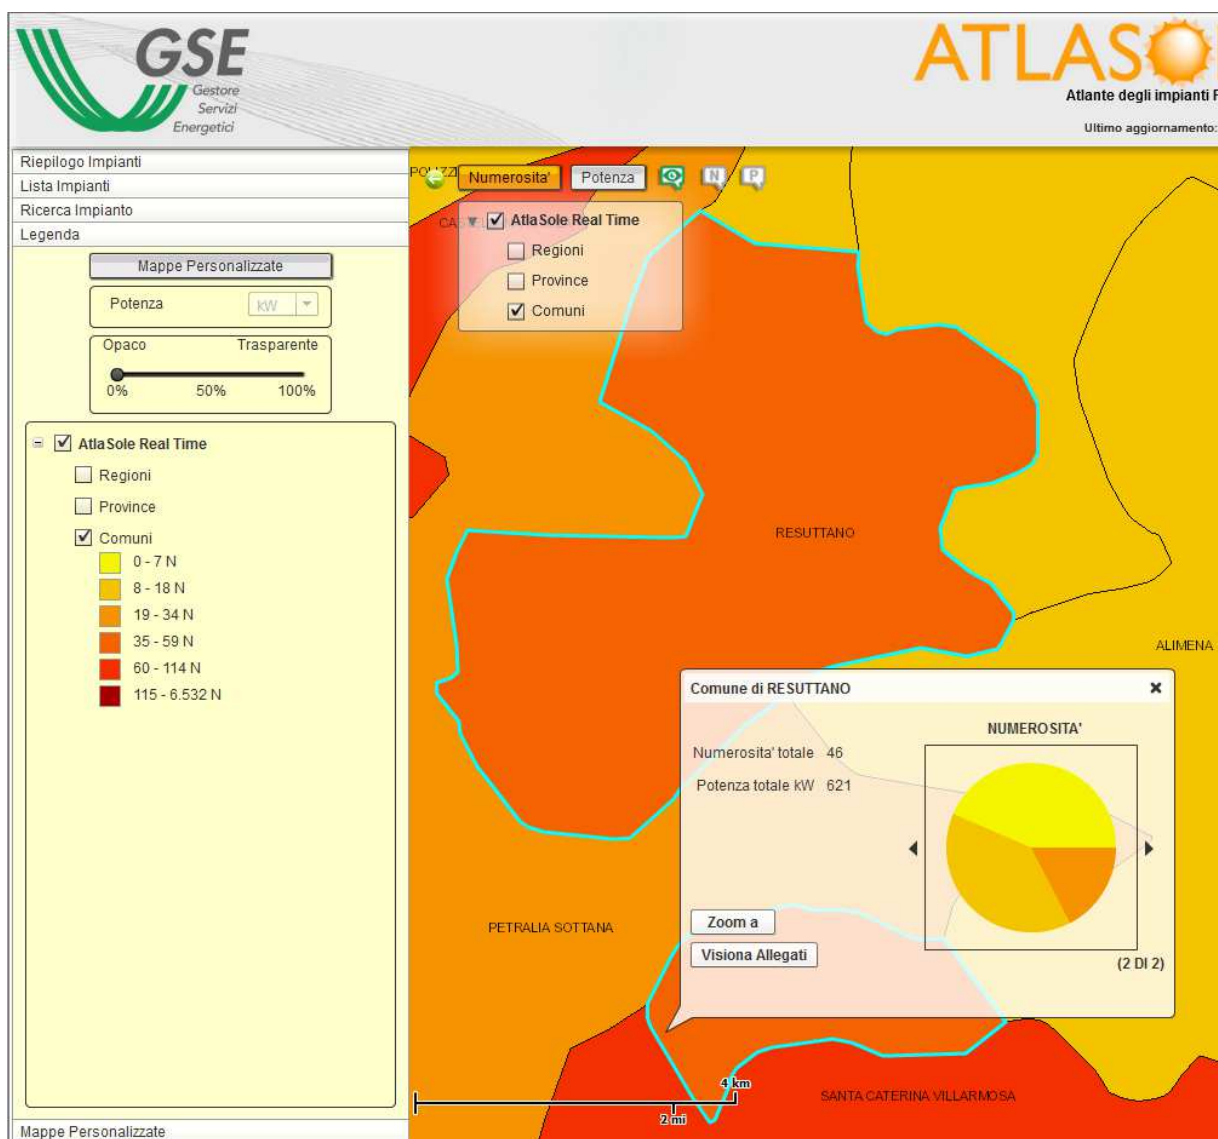 GSE
Gestore
Servizi
Energetici
ATLASO
Atlante degli impianti F
Ultimo aggiornamento:
Riepilogo Impianti
Lista Impianti
Ricerca Impianto
Legenda
Mappe Personalizzate
Potenza kW
Opaco Trasparente
0% 50% 100%
AtlaSole Real Time
Regioni
Province
Comuni
0 - 7 N
8 - 18 N
19 - 34 N
35 - 59 N
60 - 114 N
115 - 6.532 N
Mappe Personalizzate
Numerosita' Potenza N P
AtlaSole Real Time
Regioni
Province
Comuni
RESUTTANO
ALIMENA
Comune di RESUTTANO
NUMEROSITA'
Numerosita' totale 46
Potenza totale kW 621
Zoom a
Visiona Allegati
(2 DI 2)
PETRALIA SOTTANA
4 km
2 mi
SANTA CATERINA VILLARMOSA